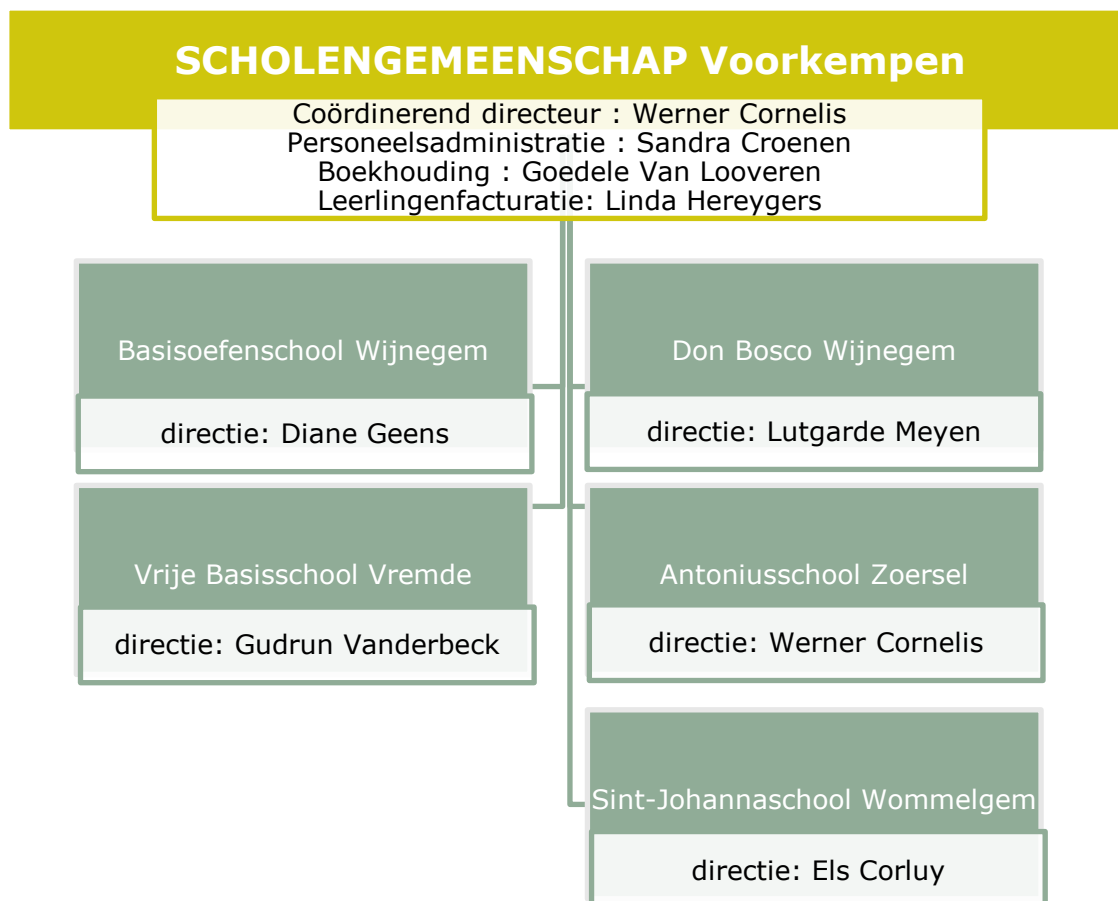 SCHOLENGEMEENSCHAP Voorkempen
Coördinerend directeur : Werner Cornelis
Personeelsadministratie : Sandra Croenen
Boekhouding : Goedele Van Looveren
Leerlingenfacturatie: Linda Hereygers
Basisoefenschool Wijnegem
directie: Diane Geens
Don Bosco Wijnegem
directie: Lutgarde Meyen
Vrije Basisschool Vremde
directie: Gudrun Vanderbeck
Antoniusschool Zoersel
directie: Werner Cornelis
Sint-Johannaschool Wommelgem
directie: Els Corluy